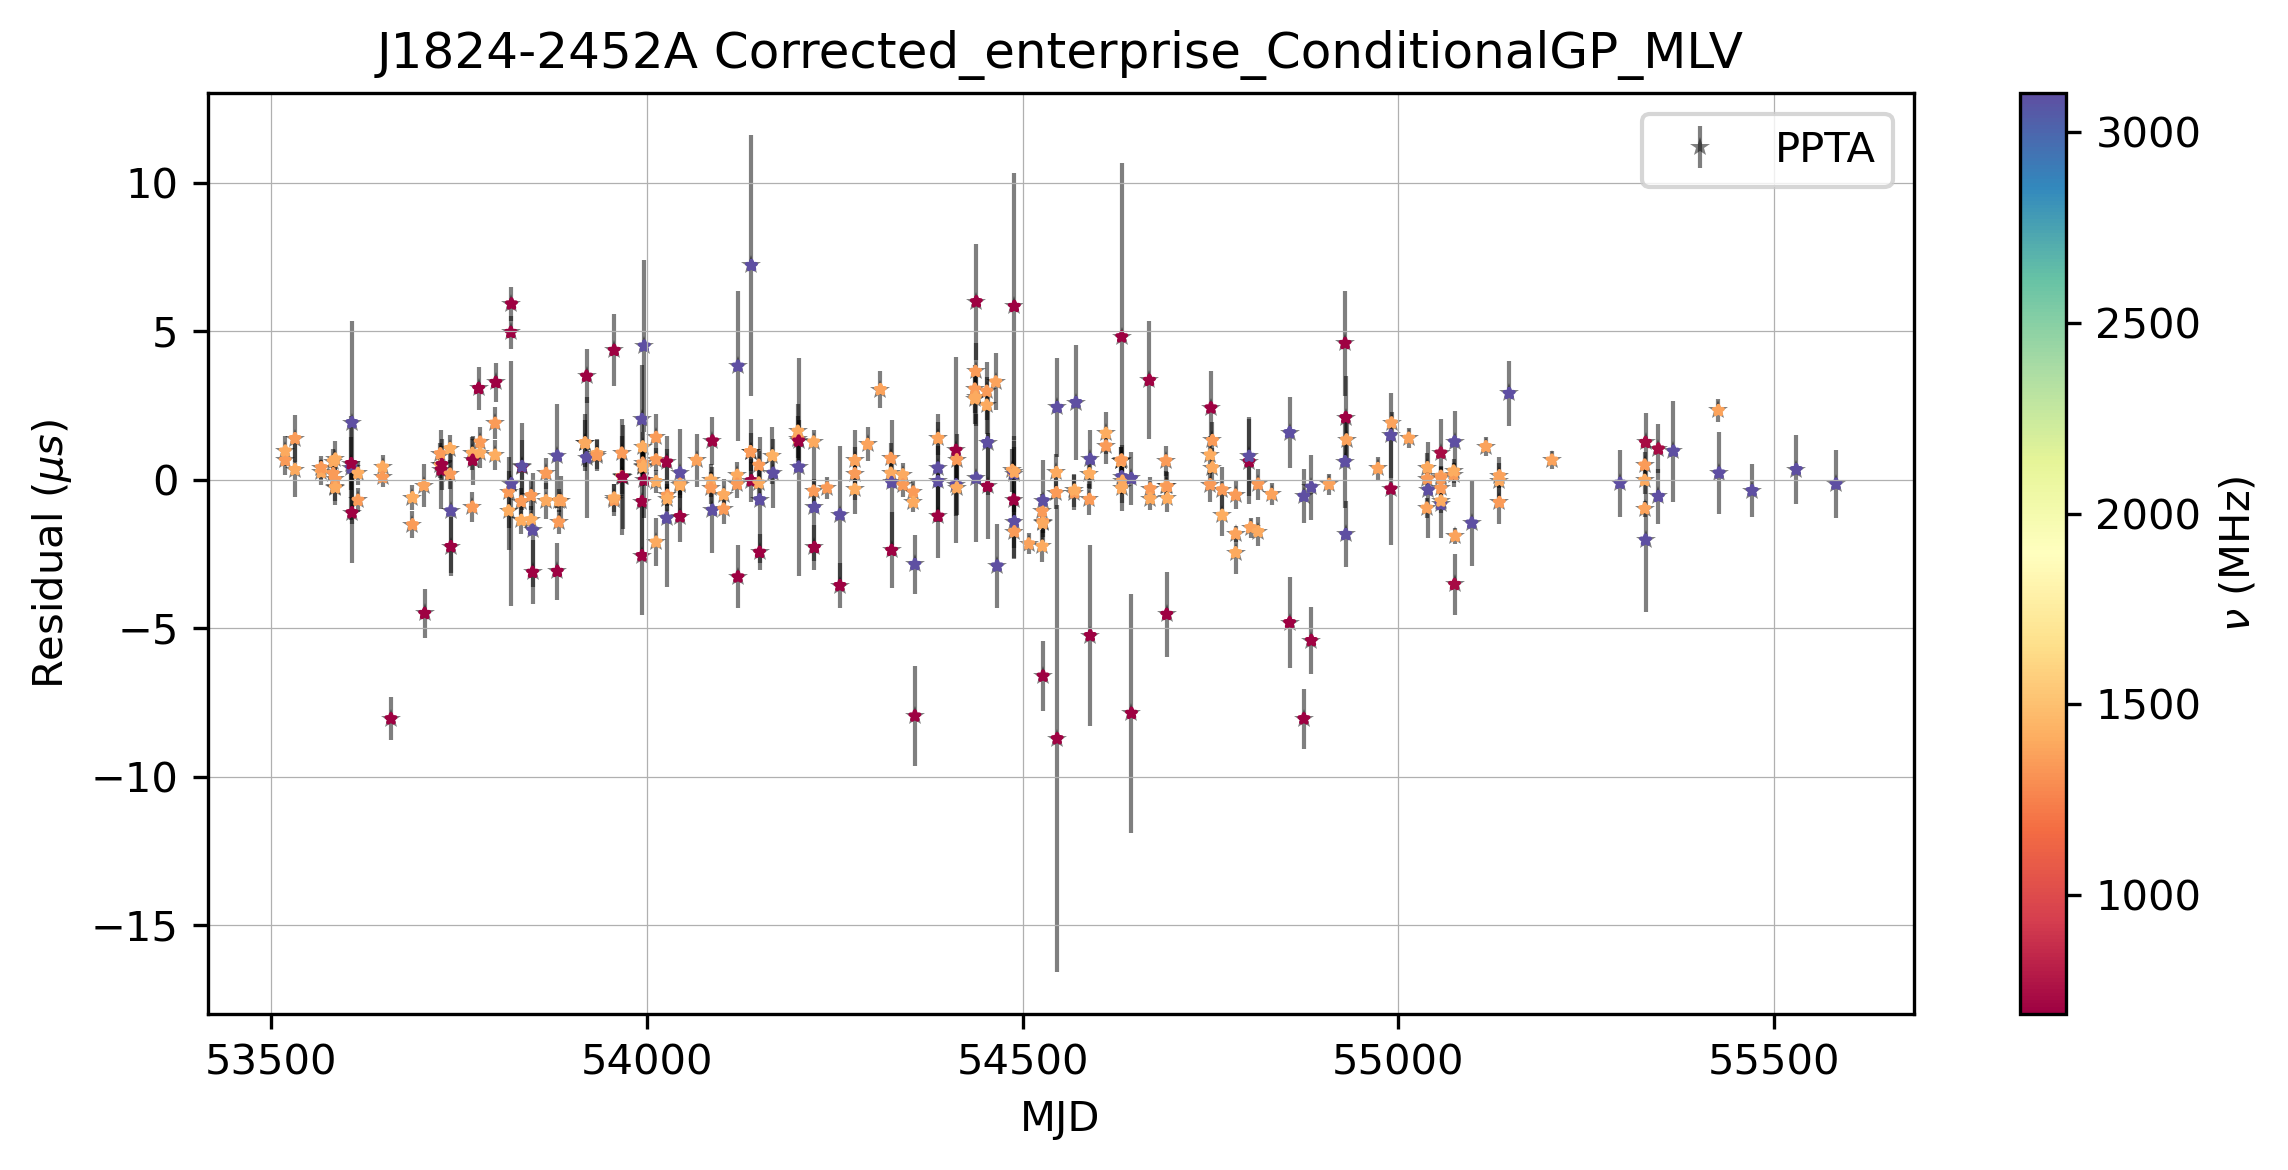 J1824-2452A Corrected_enterprise_ConditionalGP_MLV
PPTA
10
5
0
−5
−10
−15
Residual (μs)
53500 54000 54500 55000 55500
MJD
3000
2500
2000
1500
1000
ν (MHz)